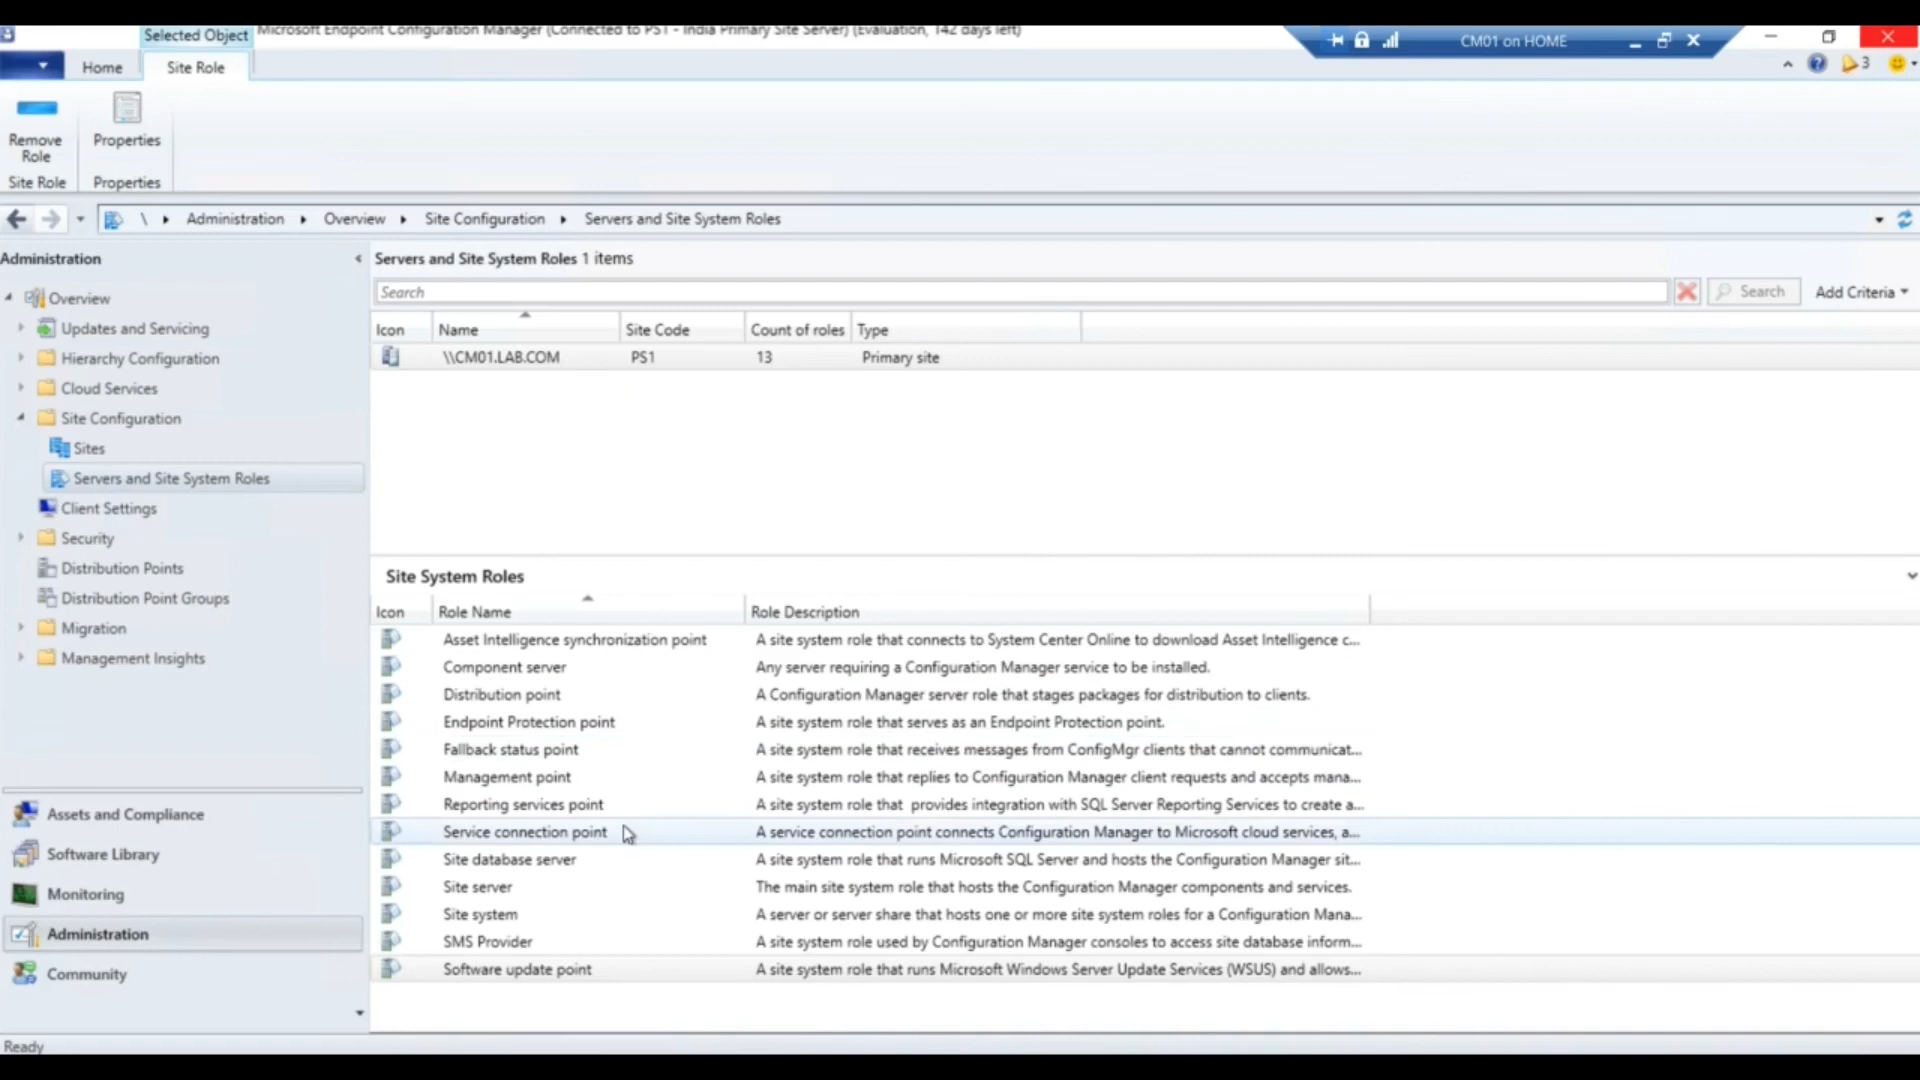 Selected Object
Microsoft Endpoint Configuration Manager (Connected to PS1 - India Primary Site Server) (Evaluation, 142 days left)
CM01 on HOME
Home
Site Role
3
Remove Role
Properties
Site Role
Properties
\ Administration Overview Site Configuration Servers and Site System Roles
Administration
Overview
Updates and Servicing
Hierarchy Configuration
Cloud Services
Site Configuration
Sites
Servers and Site System Roles
Client Settings
Security
Distribution Points
Distribution Point Groups
Migration
Management Insights
Assets and Compliance
Software Library
Monitoring
Administration
Community
Servers and Site System Roles 1 items
Search
Search
Add Criteria
Icon Name Site Code Count of roles Type
\\CM01.LAB.COM PS1 13 Primary site
Site System Roles
Icon Role Name Role Description
Asset Intelligence synchronization point A site system role that connects to System Center Online to download Asset Intelligence c...
Component server Any server requiring a Configuration Manager service to be installed.
Distribution point A Configuration Manager server role that stages packages for distribution to clients.
Endpoint Protection point A site system role that serves as an Endpoint Protection point.
Fallback status point A site system role that receives messages from ConfigMgr clients that cannot communicat...
Management point A site system role that replies to Configuration Manager client requests and accepts mana...
Reporting services point A site system role that provides integration with SQL Server Reporting Services to create a...
Service connection point A service connection point connects Configuration Manager to Microsoft cloud services, a...
Site database server A site system role that runs Microsoft SQL Server and hosts the Configuration Manager sit...
Site server The main site system role that hosts the Configuration Manager components and services.
Site system A server or server share that hosts one or more site system roles for a Configuration Mana...
SMS Provider A site system role used by Configuration Manager consoles to access site database inform...
Software update point A site system role that runs Microsoft Windows Server Update Services (WSUS) and allows...
Ready